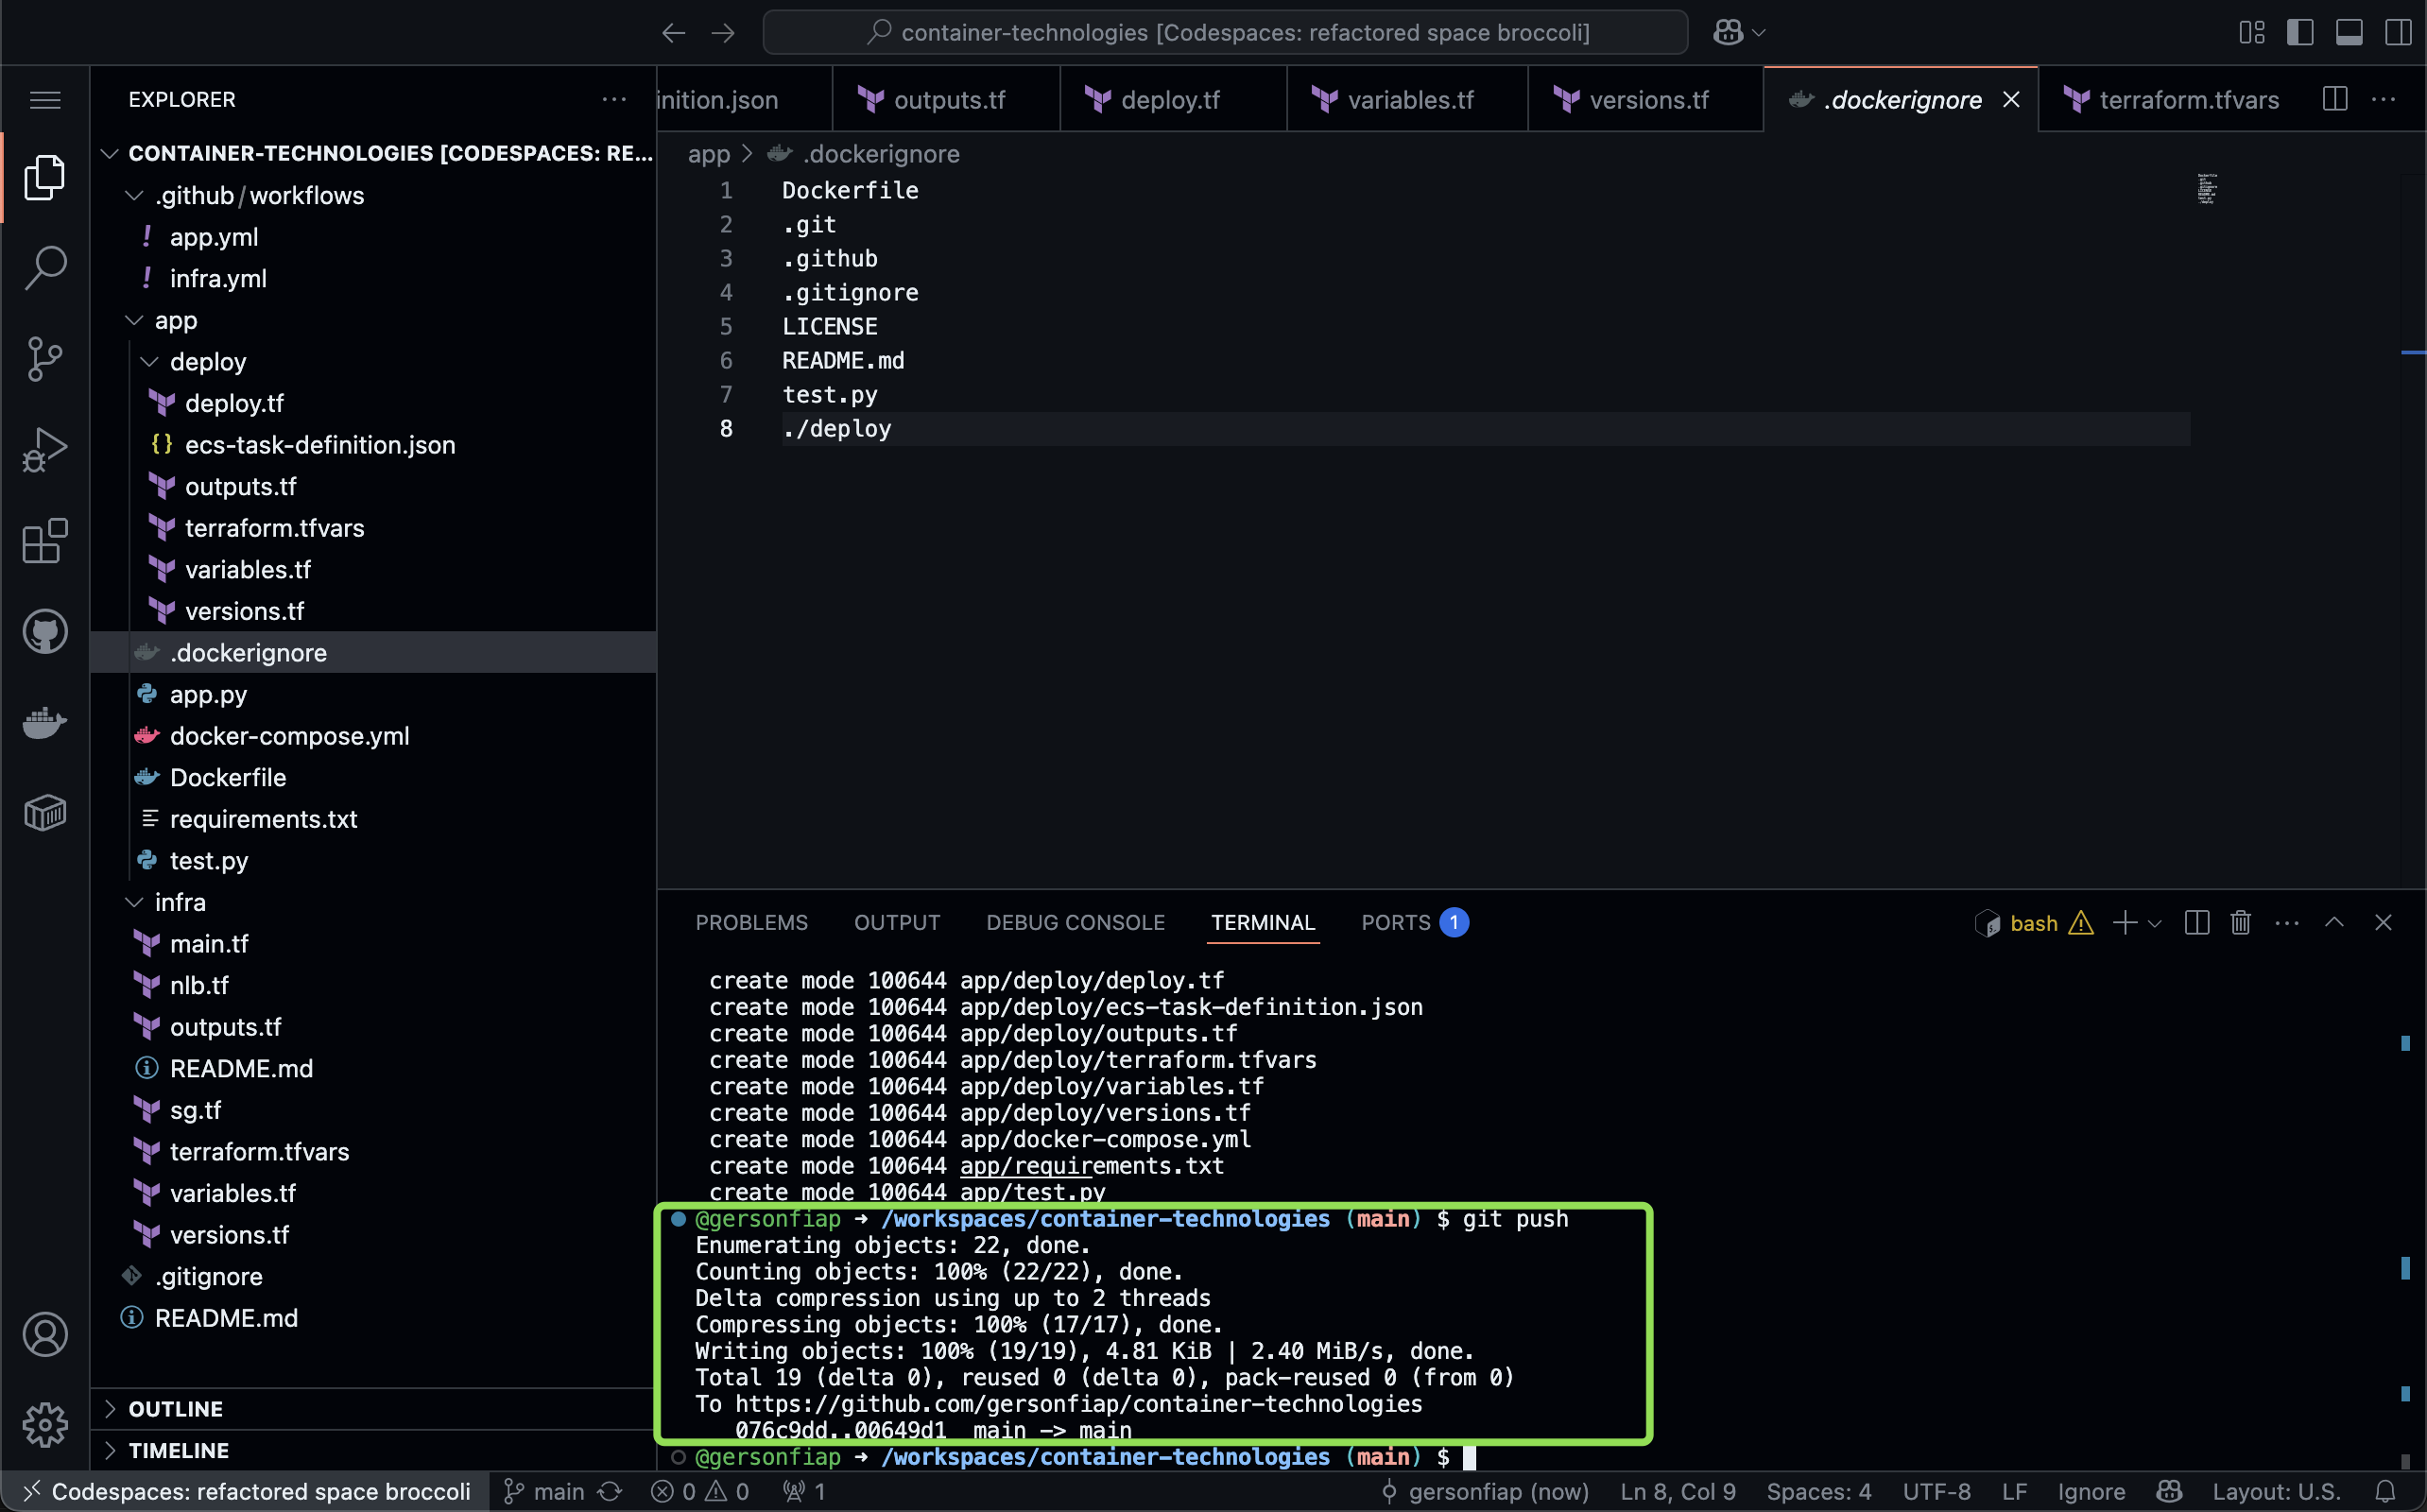 container-technologies [Codespaces: refactored space broccoli]
EXPLORER
inition.json
outputs.tf
deploy.tf
variables.tf
versions.tf
.dockerignore
terraform.tfvars
CONTAINER-TECHNOLOGIES [CODESPACES: RE...
.github/workflows
app.yml
infra.yml
app
deploy
deploy.tf
ecs-task-definition.json
outputs.tf
terraform.tfvars
variables.tf
versions.tf
.dockerignore
app.py
docker-compose.yml
Dockerfile
requirements.txt
test.py
infra
main.tf
nlb.tf
outputs.tf
README.md
sg.tf
terraform.tfvars
variables.tf
versions.tf
.gitignore
README.md
OUTLINE
TIMELINE
app > .dockerignore
1 Dockerfile
2 .git
3 .github
4 .gitignore
5 LICENSE
6 README.md
7 test.py
8 ./deploy
PROBLEMS OUTPUT DEBUG CONSOLE TERMINAL PORTS 1
bash
create mode 100644 app/deploy/deploy.tf
create mode 100644 app/deploy/ecs-task-definition.json
create mode 100644 app/deploy/outputs.tf
create mode 100644 app/deploy/terraform.tfvars
create mode 100644 app/deploy/variables.tf
create mode 100644 app/deploy/versions.tf
create mode 100644 app/docker-compose.yml
create mode 100644 app/requirements.txt
create mode 100644 app/test.py
@gersonfiap → /workspaces/container-technologies (main) $ git push
Enumerating objects: 22, done.
Counting objects: 100% (22/22), done.
Delta compression using up to 2 threads
Compressing objects: 100% (17/17), done.
Writing objects: 100% (19/19), 4.81 KiB | 2.40 MiB/s, done.
Total 19 (delta 0), reused 0 (delta 0), pack-reused 0 (from 0)
To https://github.com/gersonfiap/container-technologies
076c9dd..00649d1 main -> main
@gersonfiap → /workspaces/container-technologies (main) $
Codespaces: refactored space broccoli main 0 0 1 gersonfiap (now) Ln 8, Col 9 Spaces: 4 UTF-8 LF Ignore Layout: U.S.